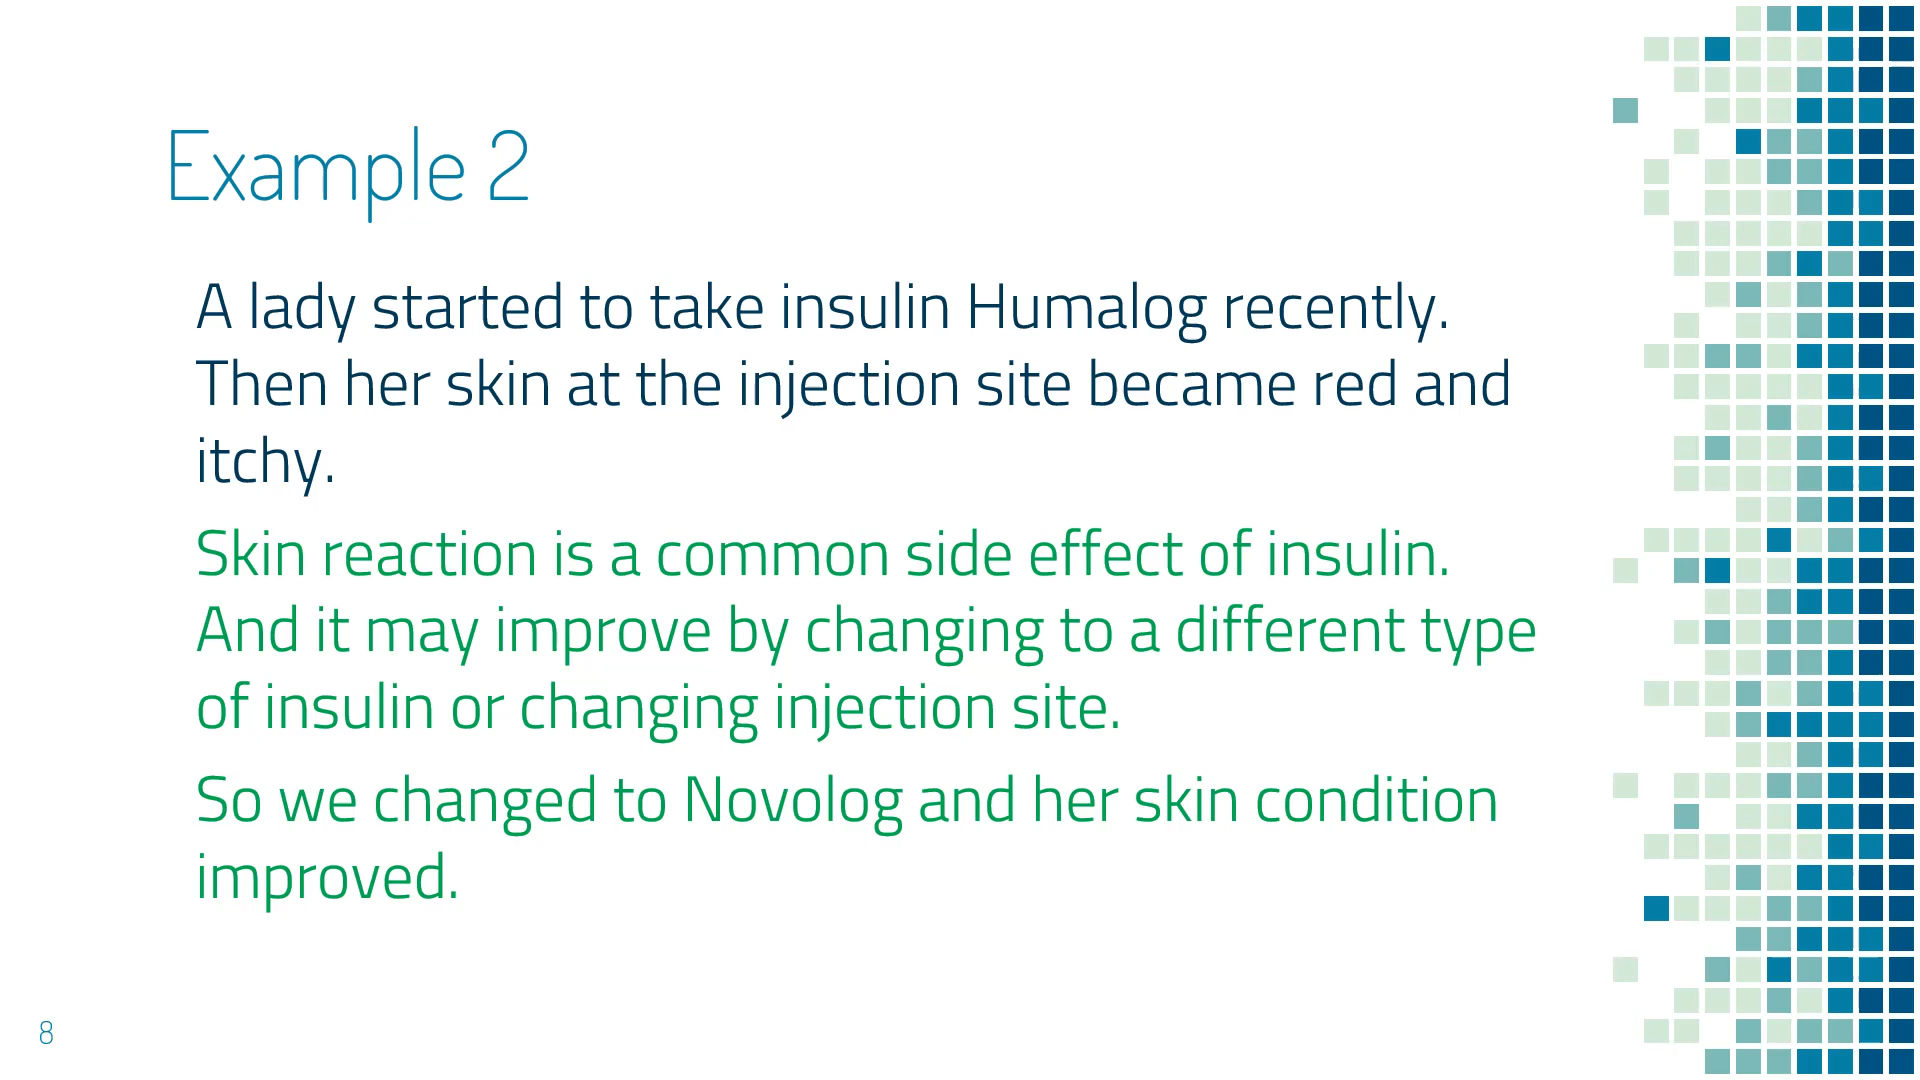 Example 2
A lady started to take insulin Humalog recently.
Then her skin at the injection site became red and
itchy.
Skin reaction is a common side effect of insulin.
And it may improve by changing to a different type
of insulin or changing injection site.
So we changed to Novolog and her skin condition
improved.
8